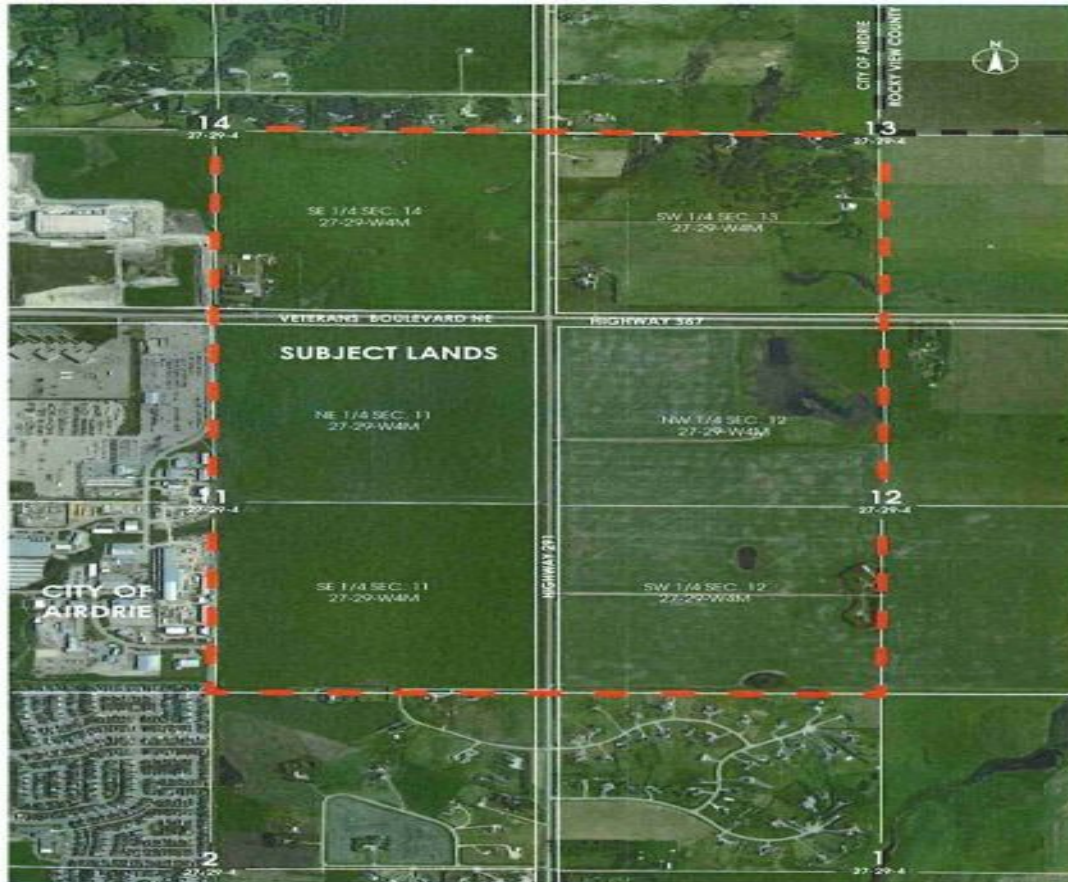 CITY OF AIRDRIE
ROCKY VIEW COUNTY
N
14
27-29-4
13
27-29-4
SE 1/4 SEC. 14
27-29-W4M
SW 1/4 SEC. 13
27-29-W4M
VETERANS BOULEVARD NE
HIGHWAY 567
SUBJECT LANDS
NE 1/4 SEC. 11
27-29-W4M
NW 1/4 SEC. 12
27-29-W4M
11
27-29-4
12
27-29-4
HIGHWAY 291
SE 1/4 SEC. 11
27-29-W4M
SW 1/4 SEC. 12
27-29-W4M
CITY OF
AIRDRIE
2
27-29-4
1
27-29-4